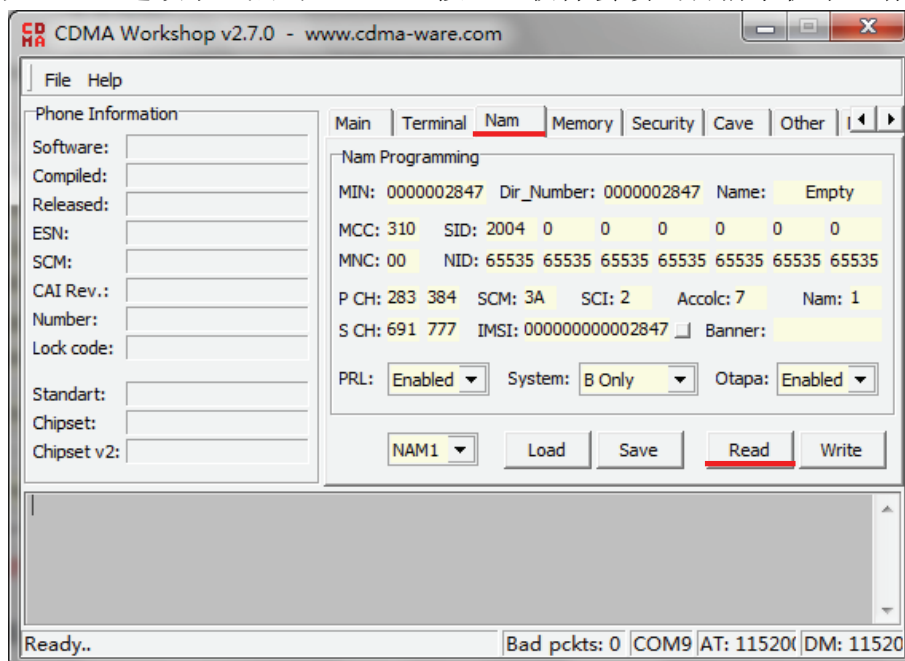 CDMA Workshop v2.7.0 - www.cdma-ware.com
File Help
Phone Information
Software:
Compiled:
Released:
ESN:
SCM:
CAI Rev.:
Number:
Lock code:
Standart:
Chipset:
Chipset v2:
Main Terminal Nam Memory Security Cave Other
Nam Programming
MIN: 0000002847 Dir_Number: 0000002847 Name: Empty
MCC: 310 SID: 2004 0 0 0 0 0 0
MNC: 00 NID: 65535 65535 65535 65535 65535 65535 65535
P CH: 283 384 SCM: 3A SCI: 2 Accolc: 7 Nam: 1
S CH: 691 777 IMSI: 000000000002847 Banner:
PRL: Enabled System: B Only Otapa: Enabled
NAM1 Load Save Read Write
Ready.. Bad pckts: 0 COM9 AT: 11520( DM: 11520